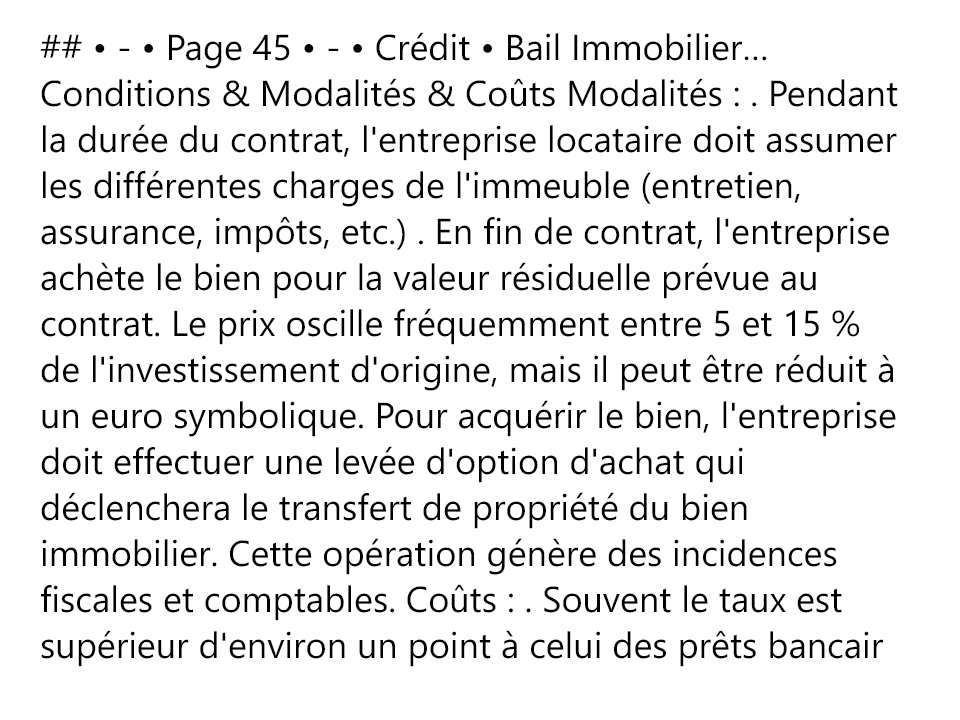 ## • - • Page 45 • - • Crédit • Bail Immobilier...
Conditions & Modalités & Coûts Modalités : . Pendant
la durée du contrat, l'entreprise locataire doit assumer
les différentes charges de l'immeuble (entretien,
assurance, impôts, etc.) . En fin de contrat, l'entreprise
achète le bien pour la valeur résiduelle prévue au
contrat. Le prix oscille fréquemment entre 5 et 15 %
de l'investissement d'origine, mais il peut être réduit à
un euro symbolique. Pour acquérir le bien, l'entreprise
doit effectuer une levée d'option d'achat qui
déclenchera le transfert de propriété du bien
immobilier. Cette opération génère des incidences
fiscales et comptables. Coûts : . Souvent le taux est
supérieur d'environ un point à celui des prêts bancair